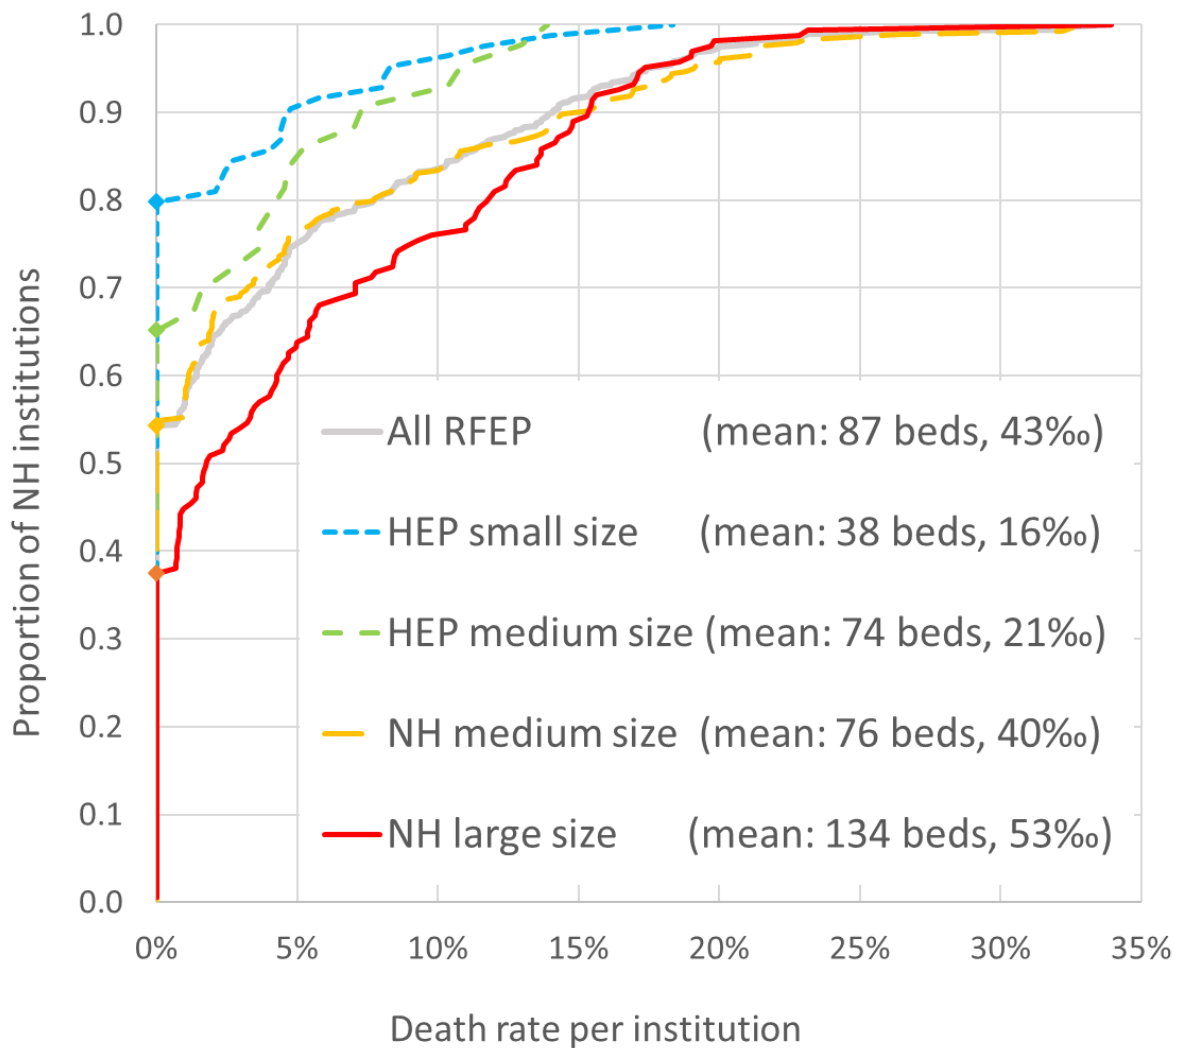 Proportion of NH institutions
1.0
0.9
0.8
0.7
0.6
0.5
0.4
0.3
0.2
0.1
0.0
All RFEP (mean: 87 beds, 43‰)
HEP small size (mean: 38 beds, 16‰)
HEP medium size (mean: 74 beds, 21‰)
NH medium size (mean: 76 beds, 40‰)
NH large size (mean: 134 beds, 53‰)
0% 5% 10% 15% 20% 25% 30% 35%
Death rate per institution